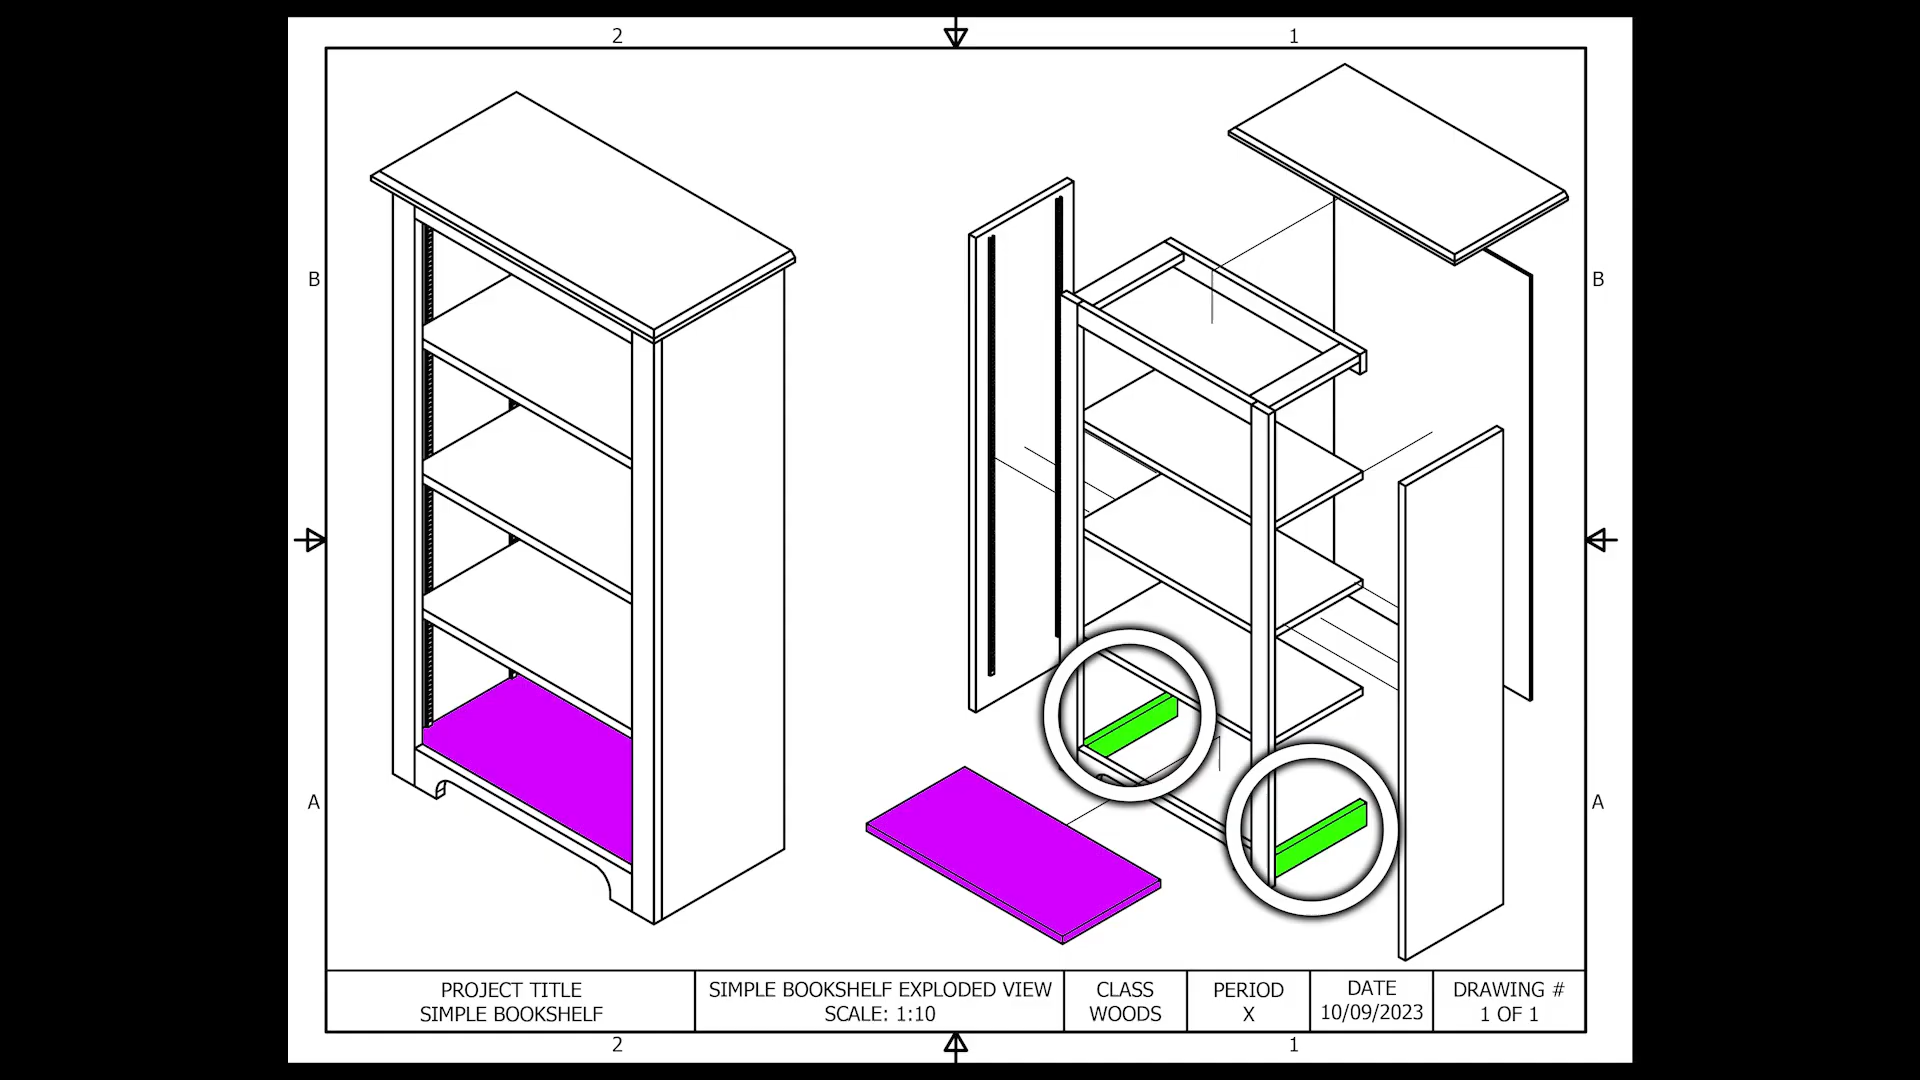 2
1
B
B
A
A
PROJECT TITLE
SIMPLE BOOKSHELF
SIMPLE BOOKSHELF EXPLODED VIEW
SCALE: 1:10
CLASS
WOODS
PERIOD
X
DATE
10/09/2023
DRAWING #
1 OF 1
2
1